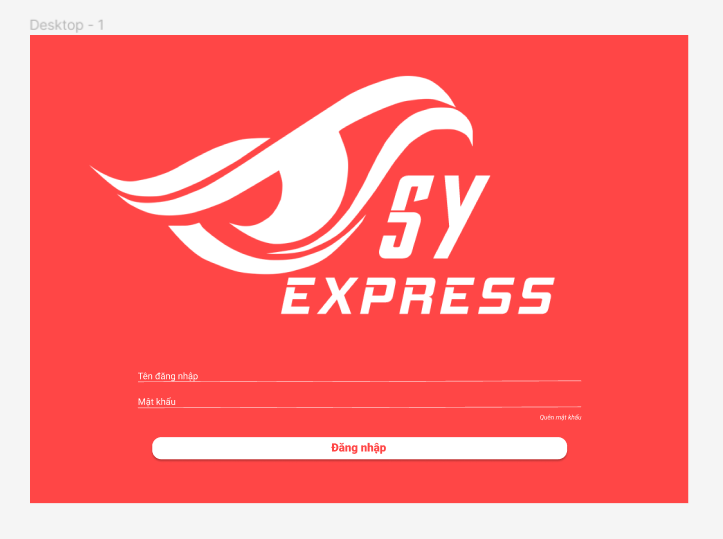 Desktop - 1
SY
EXPRESS
Tên đăng nhập
Mật khẩu
Quên mật khẩu
Đăng nhập